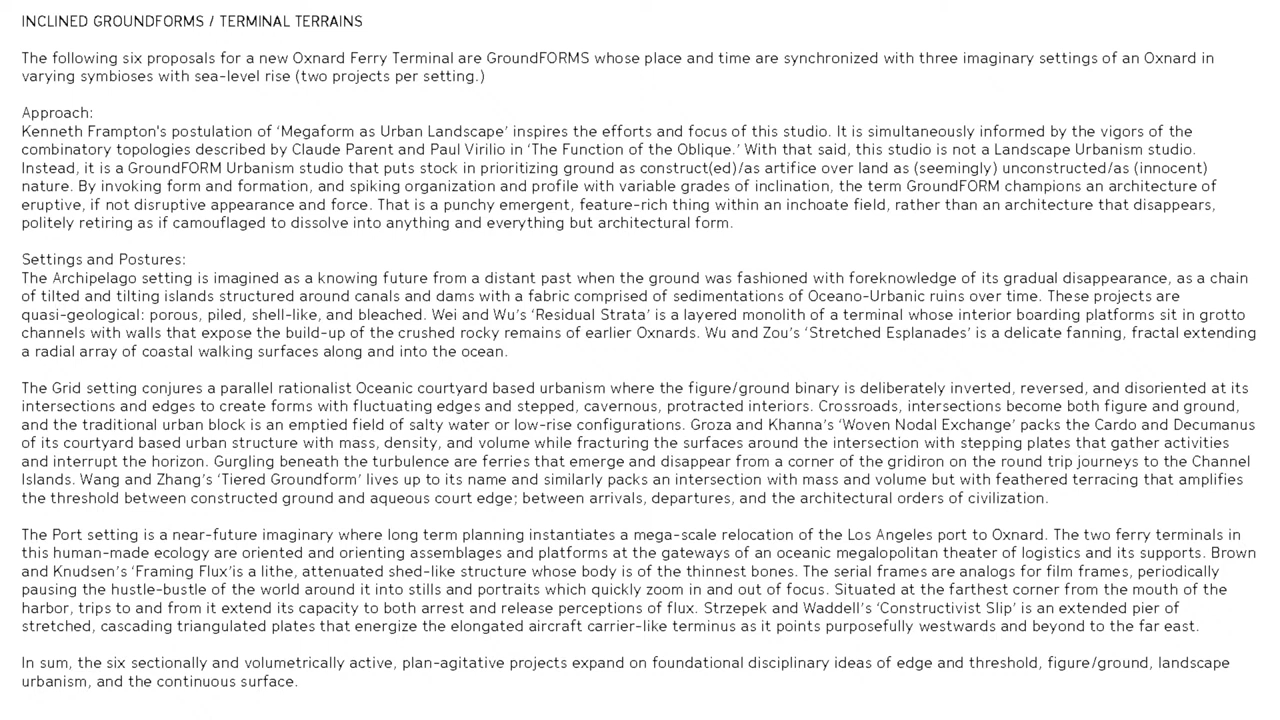 INCLINED GROUNDFORMS / TERMINAL TERRAINS
The following six proposals for a new Oxnard Ferry Terminal are GroundFORMS whose place and time are synchronized with three imaginary settings of an Oxnard in
varying symbioses with sea-level rise (two projects per setting.)
Approach:
Kenneth Frampton's postulation of ‘Megaform as Urban Landscape’ inspires the efforts and focus of this studio. It is simultaneously informed by the vigors of the
combinatory topologies described by Claude Parent and Paul Virilio in ‘The Function of the Oblique.’ With that said, this studio is not a Landscape Urbanism studio.
Instead, it is a GroundFORM Urbanism studio that puts stock in prioritizing ground as construct(ed)/as artifice over land as (seemingly) unconstructed/as (innocent)
nature. By invoking form and formation, and spiking organization and profile with variable grades of inclination, the term GroundFORM champions an architecture of
eruptive, if not disruptive appearance and force. That is a punchy emergent, feature-rich thing within an inchoate field, rather than an architecture that disappears,
politely retiring as if camouflaged to dissolve into anything and everything but architectural form.
Settings and Postures:
The Archipelago setting is imagined as a knowing future from a distant past when the ground was fashioned with foreknowledge of its gradual disappearance, as a chain
of tilted and tilting islands structured around canals and dams with a fabric comprised of sedimentations of Oceano-Urbanic ruins over time. These projects are
quasi-geological: porous, piled, shell-like, and bleached. Wei and Wu’s ‘Residual Strata’ is a layered monolith of a terminal whose interior boarding platforms sit in grotto
channels with walls that expose the build-up of the crushed rocky remains of earlier Oxnards. Wu and Zou’s ‘Stretched Esplanades’ is a delicate fanning, fractal extending
a radial array of coastal walking surfaces along and into the ocean.
The Grid setting conjures a parallel rationalist Oceanic courtyard based urbanism where the figure/ground binary is deliberately inverted, reversed, and disoriented at its
intersections and edges to create forms with fluctuating edges and stepped, cavernous, protracted interiors. Crossroads, intersections become both figure and ground,
and the traditional urban block is an emptied field of salty water or low-rise configurations. Groza and Khanna’s ‘Woven Nodal Exchange’ packs the Cardo and Decumanus
of its courtyard based urban structure with mass, density, and volume while fracturing the surfaces around the intersection with stepping plates that gather activities
and interrupt the horizon. Gurgling beneath the turbulence are ferries that emerge and disappear from a corner of the gridiron on the round trip journeys to the Channel
Islands. Wang and Zhang’s ‘Tiered Groundform’ lives up to its name and similarly packs an intersection with mass and volume but with feathered terracing that amplifies
the threshold between constructed ground and aqueous court edge; between arrivals, departures, and the architectural orders of civilization.
The Port setting is a near-future imaginary where long term planning instantiates a mega-scale relocation of the Los Angeles port to Oxnard. The two ferry terminals in
this human-made ecology are oriented and orienting assemblages and platforms at the gateways of an oceanic megalopolitan theater of logistics and its supports. Brown
and Knudsen’s ‘Framing Flux’is a lithe, attenuated shed-like structure whose body is of the thinnest bones. The serial frames are analogs for film frames, periodically
pausing the hustle-bustle of the world around it into stills and portraits which quickly zoom in and out of focus. Situated at the farthest corner from the mouth of the
harbor, trips to and from it extend its capacity to both arrest and release perceptions of flux. Strzepek and Waddell’s ‘Constructivist Slip’ is an extended pier of
stretched, cascading triangulated plates that energize the elongated aircraft carrier-like terminus as it points purposefully westwards and beyond to the far east.
In sum, the six sectionally and volumetrically active, plan-agitative projects expand on foundational disciplinary ideas of edge and threshold, figure/ground, landscape
urbanism, and the continuous surface.